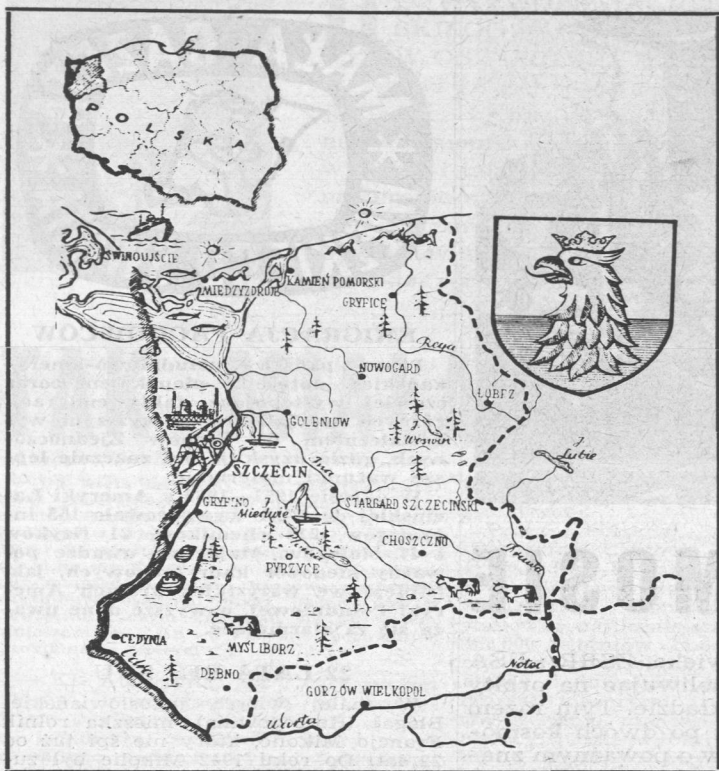 POLSKA
ŚWINOUJŚCIE
MIĘDZYZDROJE
KAMIEŃ POMORSKI
GRYFICE
Rega
NOWOGARD
ŁOBEZ
GOLENIÓW
J.
Woświn
J.
Lubie
SZCZECIN
Ina
GRYFINO
Miedwie
STARGARD SZCZECIŃSKI
CHOSZCZNO
Drawa
PYRZYCE
CEDYNIA
MYŚLIBÓRZ
Odra
DĘBNO
Noteć
GORZÓW WIELKOPOL
Warta